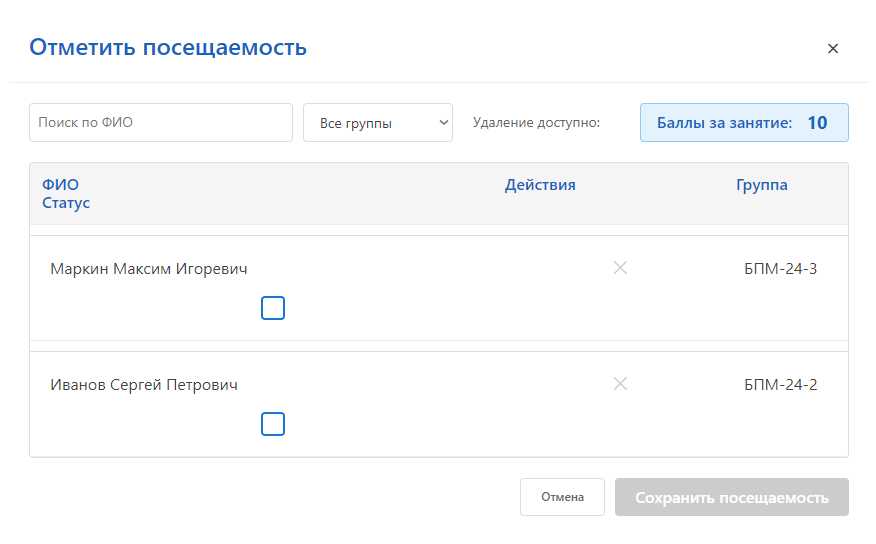 Отметить посещаемость
Поиск по ФИО
Все группы
Удаление доступно:
Баллы за занятие: 10
ФИО
Действия
Группа
Статус
Маркин Максим Игоревич
БПМ-24-3
Иванов Сергей Петрович
БПМ-24-2
Отмена
Сохранить посещаемость